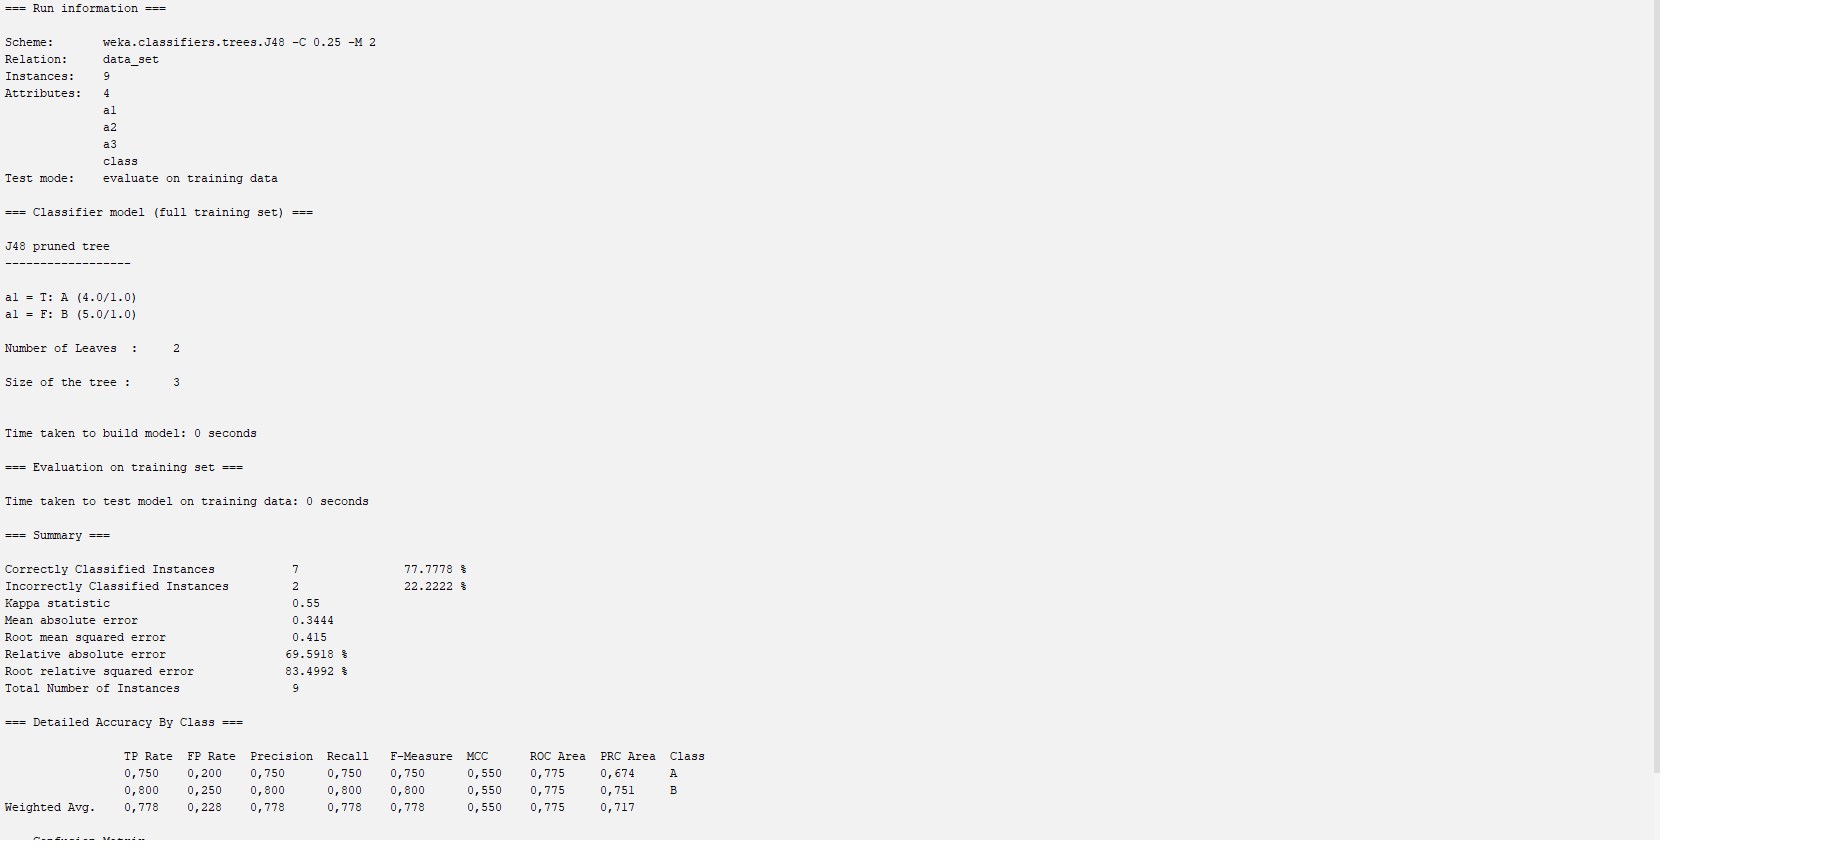 === Run information ===
Scheme: weka.classifiers.trees.J48 -C 0.25 -M 2
Relation: data_set
Instances: 9
Attributes: 4
a1
a2
a3
class
Test mode: evaluate on training data
=== Classifier model (full training set) ===
J48 pruned tree
------------------
a1 = T: A (4.0/1.0)
a1 = F: B (5.0/1.0)
Number of Leaves : 2
Size of the tree : 3
Time taken to build model: 0 seconds
=== Evaluation on training set ===
Time taken to test model on training data: 0 seconds
=== Summary ===
Correctly Classified Instances 7 77.7778 %
Incorrectly Classified Instances 2 22.2222 %
Kappa statistic 0.55
Mean absolute error 0.3444
Root mean squared error 0.415
Relative absolute error 69.5918 %
Root relative squared error 83.4992 %
Total Number of Instances 9
=== Detailed Accuracy By Class ===
TP Rate FP Rate Precision Recall F-Measure MCC ROC Area PRC Area Class
0,750 0,200 0,750 0,750 0,750 0,550 0,775 0,674 A
0,800 0,250 0,800 0,800 0,800 0,550 0,775 0,751 B
Weighted Avg. 0,778 0,228 0,778 0,778 0,778 0,550 0,775 0,717